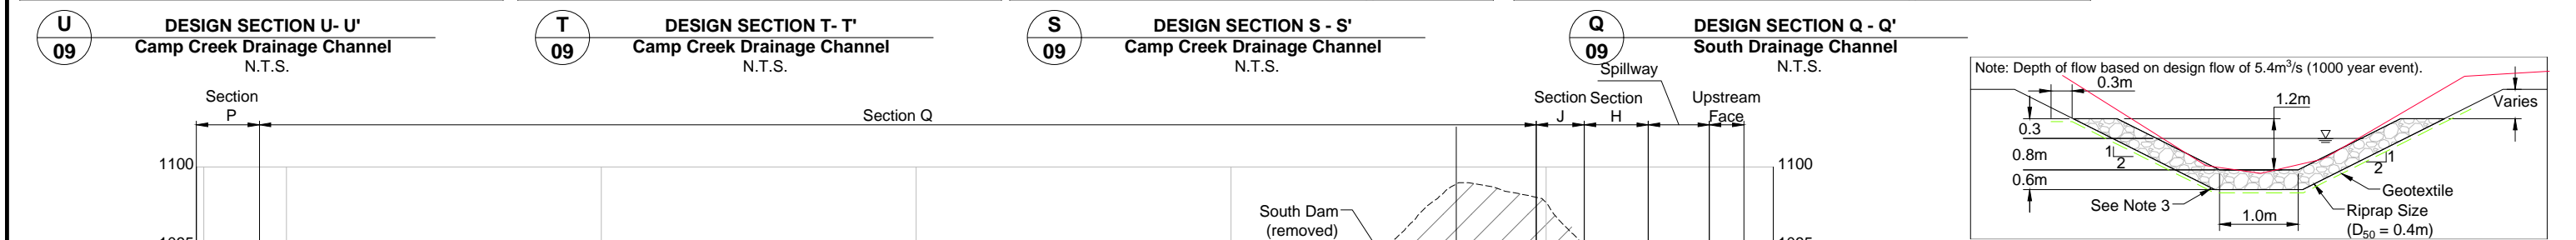 U
09
DESIGN SECTION U- U'
Camp Creek Drainage Channel
N.T.S.
T
09
DESIGN SECTION T- T'
Camp Creek Drainage Channel
N.T.S.
S
09
DESIGN SECTION S - S'
Camp Creek Drainage Channel
N.T.S.
Q
09
DESIGN SECTION Q - Q'
South Drainage Channel
N.T.S.
Section
P
Section Q
Section
J
Section
H
Spillway
Upstream
Face
1100
1100
South Dam
(removed)
Note: Depth of flow based on design flow of 5.4m³/s (1000 year event).
0.3m
1.2m
Varies
0.3
0.8m
0.6m
1
2
1
2
See Note 3
1.0m
Geotextile
Riprap Size
(D₅₀ = 0.4m)